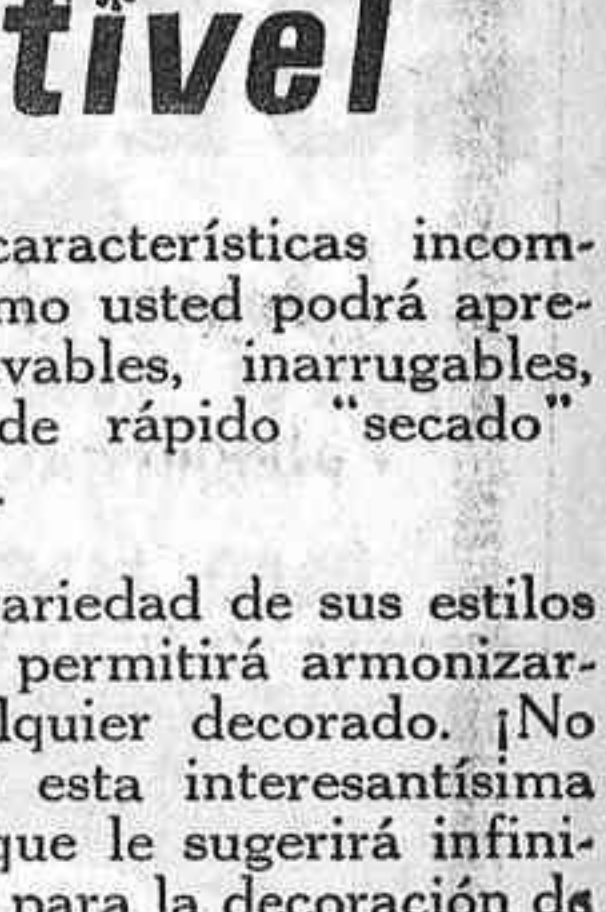 tivel
características incom-
mo usted podrá apre-
vables, inarrugables,
de rápido "secado"
.
ariedad de sus estilos
permitirá armonizar-
lquier decorado. ¡No
esta interesantísima
que le sugerirá infini-
para la decoración de